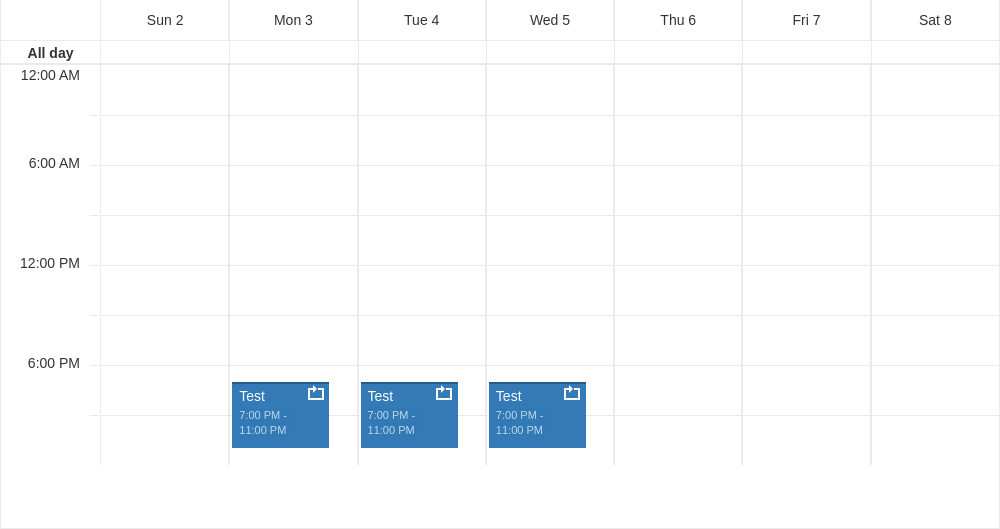 Sun 2
Mon 3
Tue 4
Wed 5
Thu 6
Fri 7
Sat 8
All day
12:00 AM
6:00 AM
12:00 PM
6:00 PM
Test
7:00 PM -
11:00 PM
Test
7:00 PM -
11:00 PM
Test
7:00 PM -
11:00 PM